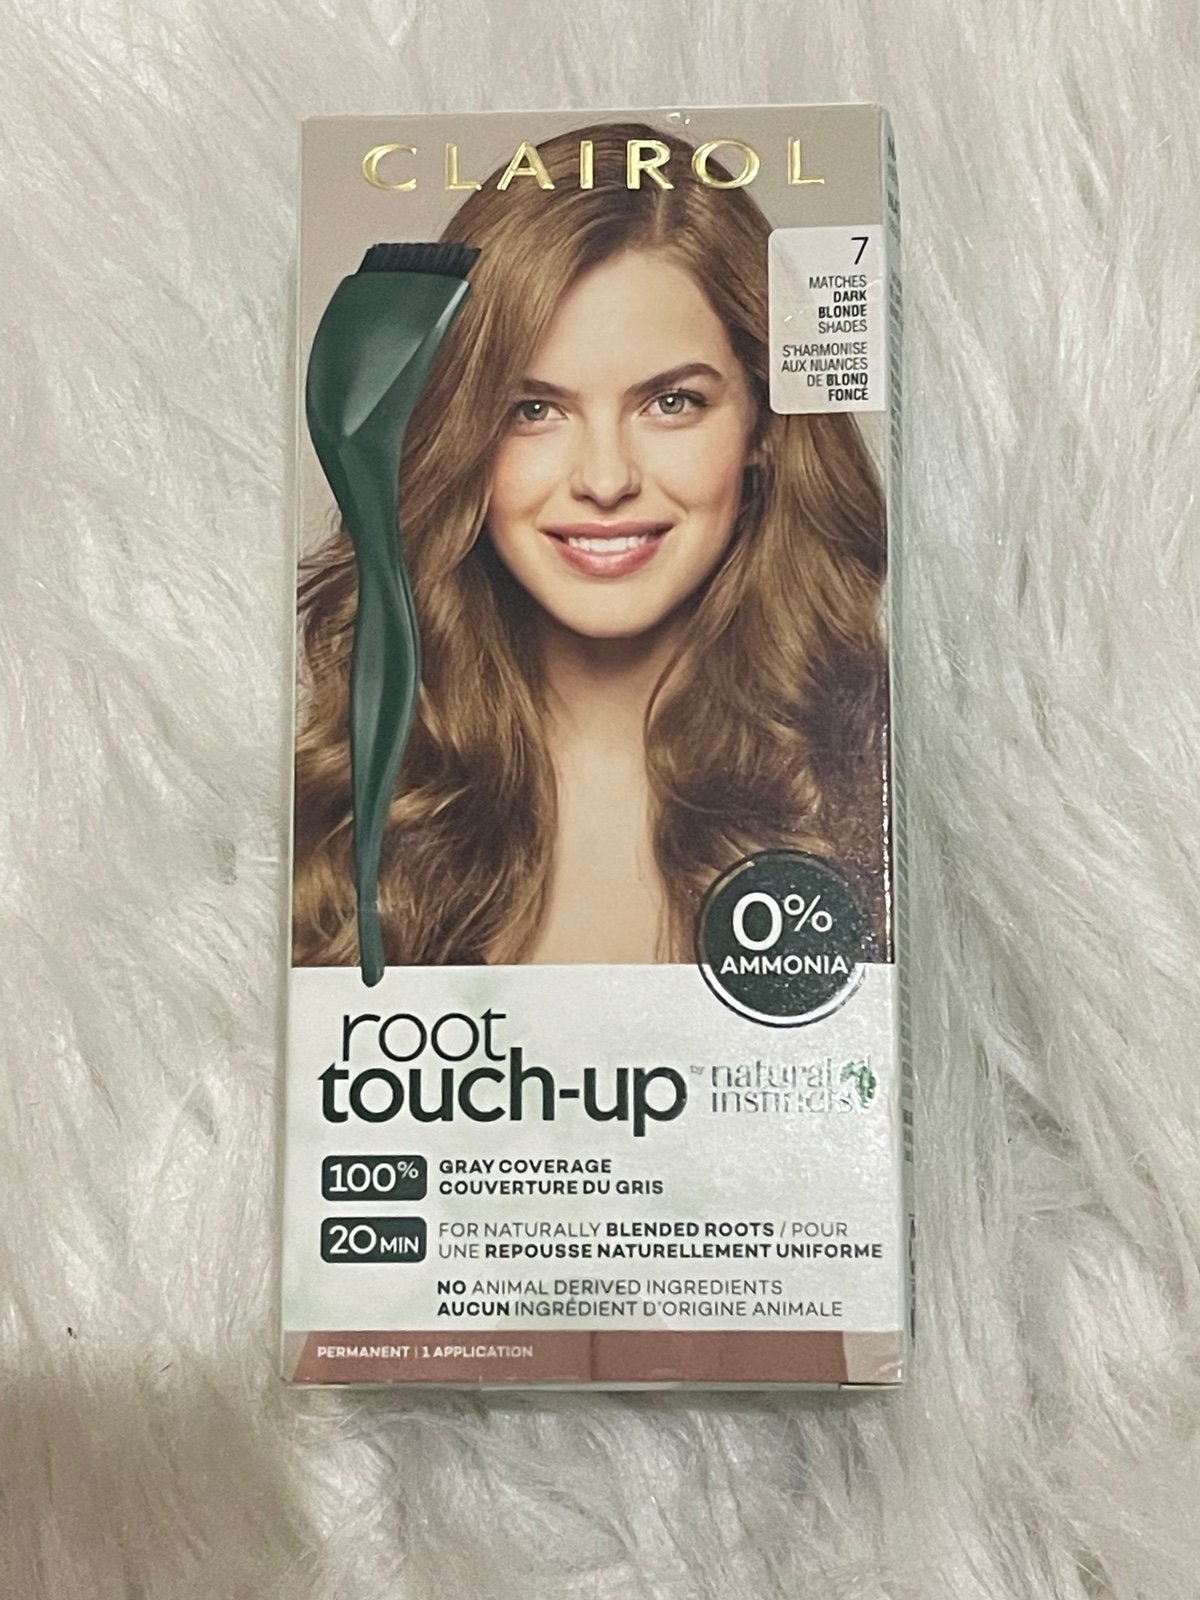 CLAIROL
7
MATCHES
DARK
BLONDE
SHADES
S'HARMONISE
AUX NUANCES
DE BLOND
FONCÉ
0%
AMMONIA
root
touch-up
by natural
instincts
100%
GRAY COVERAGE
COUVERTURE DU GRIS
20 MIN
FOR NATURALLY BLENDED ROOTS / POUR
UNE REPOUSSE NATURELLEMENT UNIFORME
NO ANIMAL DERIVED INGREDIENTS
AUCUN INGRÉDIENT D'ORIGINE ANIMALE
PERMANENT | 1 APPLICATION